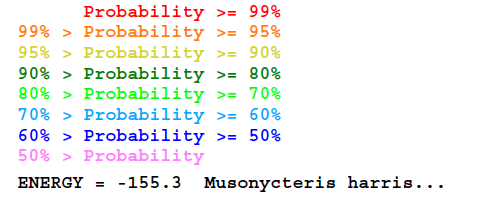 Probability >= 99%
99% > Probability >= 95%
95% > Probability >= 90%
90% > Probability >= 80%
80% > Probability >= 70%
70% > Probability >= 60%
60% > Probability >= 50%
50% > Probability
ENERGY = -155.3  Musonycteris harris...